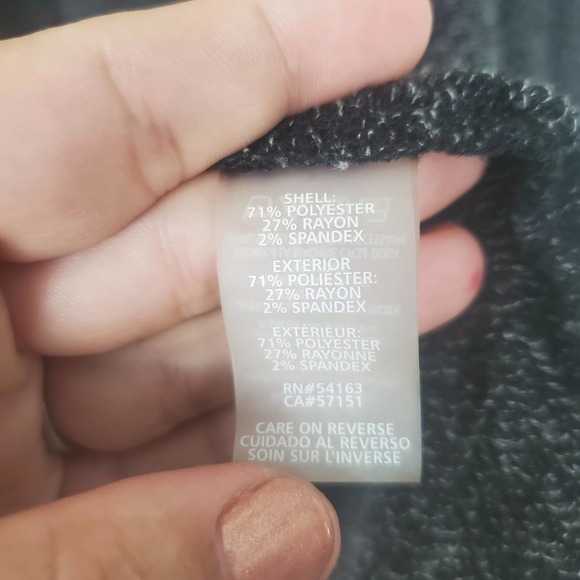 SHELL:
71% POLYESTER
27% RAYON
2% SPANDEX
EXTERIOR
71% POLIESTER:
27% RAYON
2% SPANDEX
EXTÉRIEUR:
71% POLYESTER
27% RAYONNE
2% SPANDEX
RN#54163
CA#57151
CARE ON REVERSE
CUIDADO AL REVERSO
SOIN SUR L'INVERSE